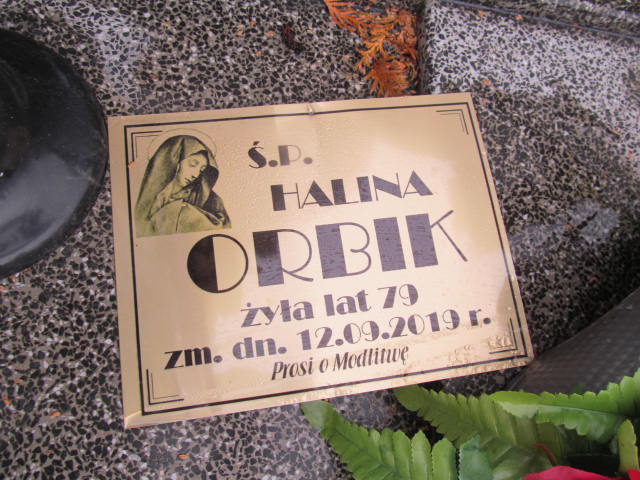 Ś.P.
HALINA
ORBIK
żyła lat 79
zm. dn. 12.09.2019 r.
Prosi o Modlitwę